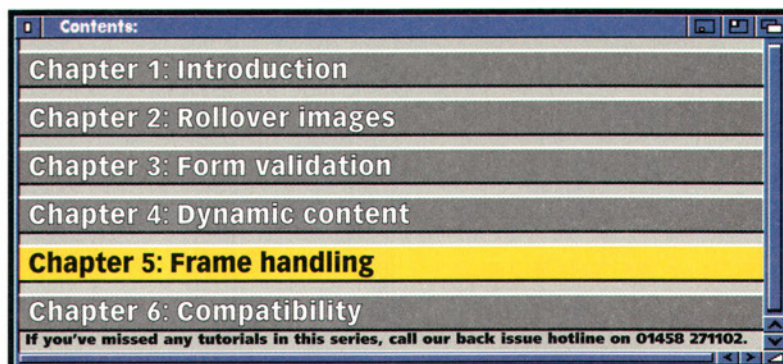 Contents:
Chapter 1: Introduction
Chapter 2: Rollover images
Chapter 3: Form validation
Chapter 4: Dynamic content
Chapter 5: Frame handling
Chapter 6: Compatibility
If you've missed any tutorials in this series, call our back issue hotline on 01458 271102.